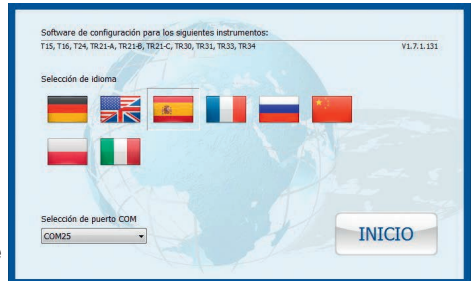 Software de configuración para los siguientes instrumentos:
T15, T16, T24, TR21-A, TR21-B, TR21-C, TR30, TR31, TR33, TR34
V1.7.1.131
Selección de idioma
Selección de puerto COM
COM25
INICIO
e